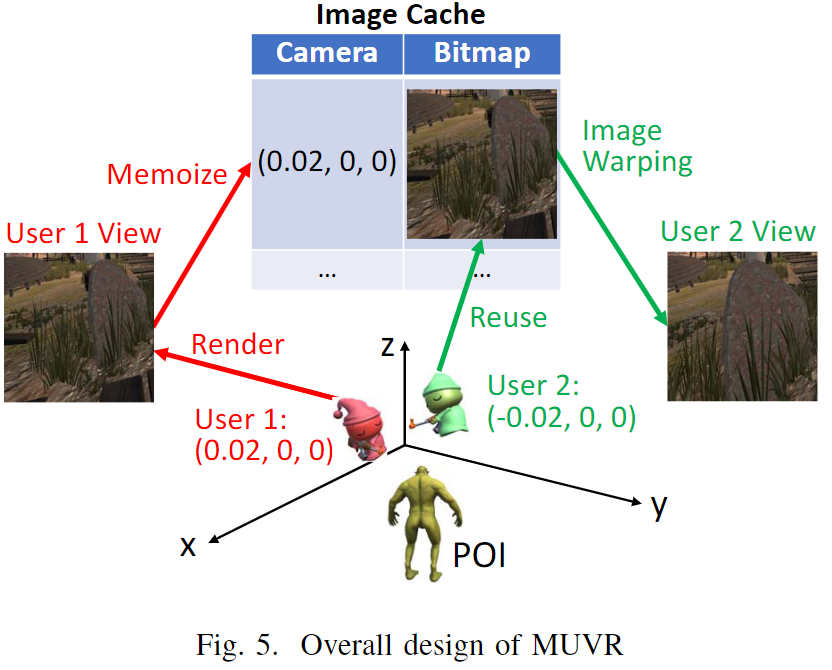 Image Cache
Camera Bitmap
(0.02, 0, 0)
Memoize
Image
Warping
User 1 View
User 2 View
... ...
Reuse
Render
z
User 1:
(0.02, 0, 0)
User 2:
(-0.02, 0, 0)
x
y
POI
Fig. 5. Overall design of MUVR